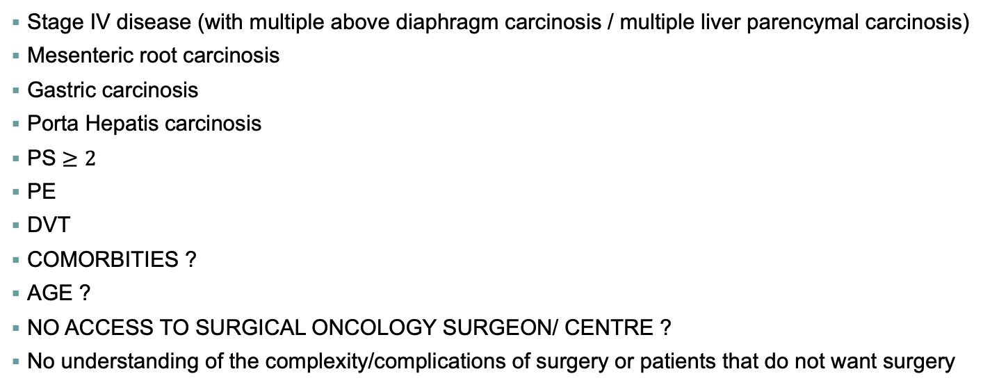 ▪ Stage IV disease (with multiple above diaphragm carcinosis / multiple liver parencymal carcinosis)
▪ Mesenteric root carcinosis
▪ Gastric carcinosis
▪ Porta Hepatis carcinosis
▪ PS ≥ 2
▪ PE
▪ DVT
▪ COMORBITIES ?
▪ AGE ?
▪ NO ACCESS TO SURGICAL ONCOLOGY SURGEON/ CENTRE ?
▪ No understanding of the complexity/complications of surgery or patients that do not want surgery